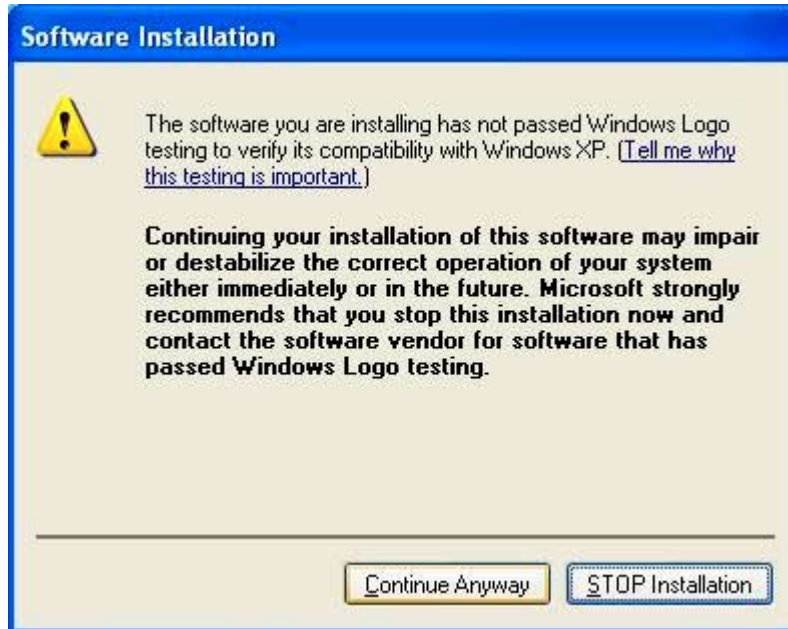 Software Installation
The software you are installing has not passed Windows Logo
testing to verify its compatibility with Windows XP. (Tell me why
this testing is important.)
Continuing your installation of this software may impair
or destabilize the correct operation of your system
either immediately or in the future. Microsoft strongly
recommends that you stop this installation now and
contact the software vendor for software that has
passed Windows Logo testing.
Continue Anyway
STOP Installation